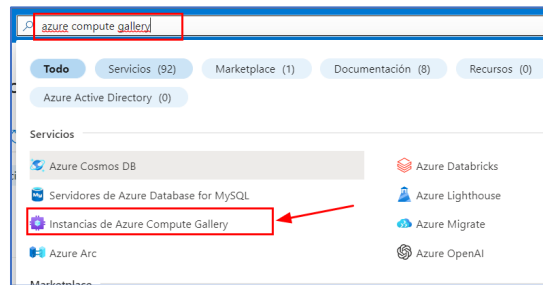 azure compute gallery
Todo Servicios (92) Marketplace (1) Documentación (8) Recursos (0)
Azure Active Directory (0)
Servicios
Azure Cosmos DB Azure Databricks
Servidores de Azure Database for MySQL Azure Lighthouse
Instancias de Azure Compute Gallery Azure Migrate
Azure Arc Azure OpenAI
Marketplace